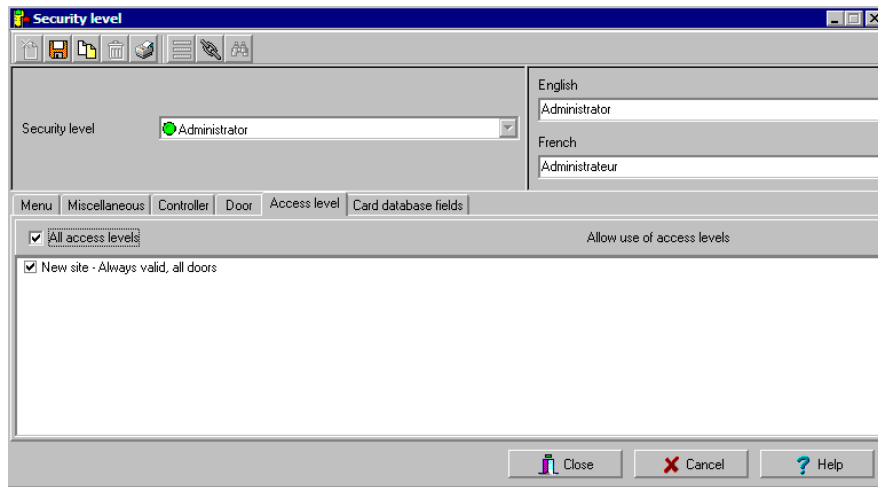 Security level
English
Administrator
Security level
Administrator
French
Administrateur
Menu Miscellaneous Controller Door Access level Card database fields
All access levels Allow use of access levels
New site - Always valid, all doors
Close Cancel Help